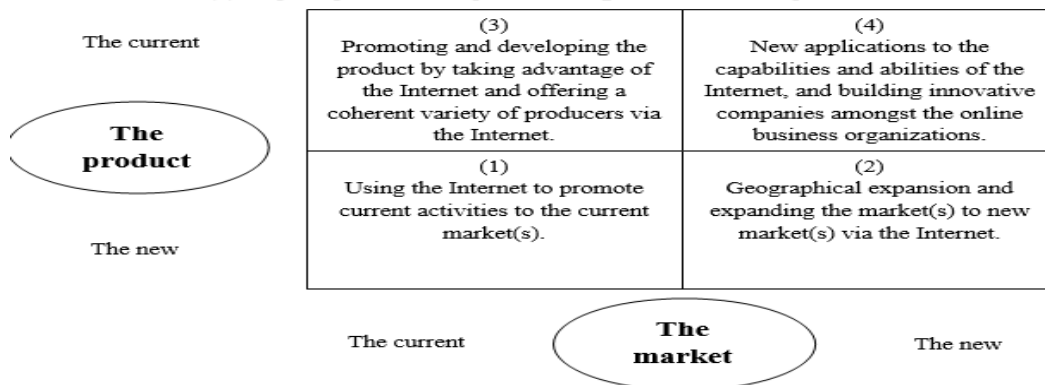 The current
The
product
The new
(3)
Promoting and developing the
product by taking advantage of
the Internet and offering a
coherent variety of producers via
the Internet.
(4)
New applications to the
capabilities and abilities of the
Internet, and building innovative
companies amongst the online
business organizations.
(1)
Using the Internet to promote
current activities to the current
market(s).
(2)
Geographical expansion and
expanding the market(s) to new
market(s) via the Internet.
The current
The
market
The new